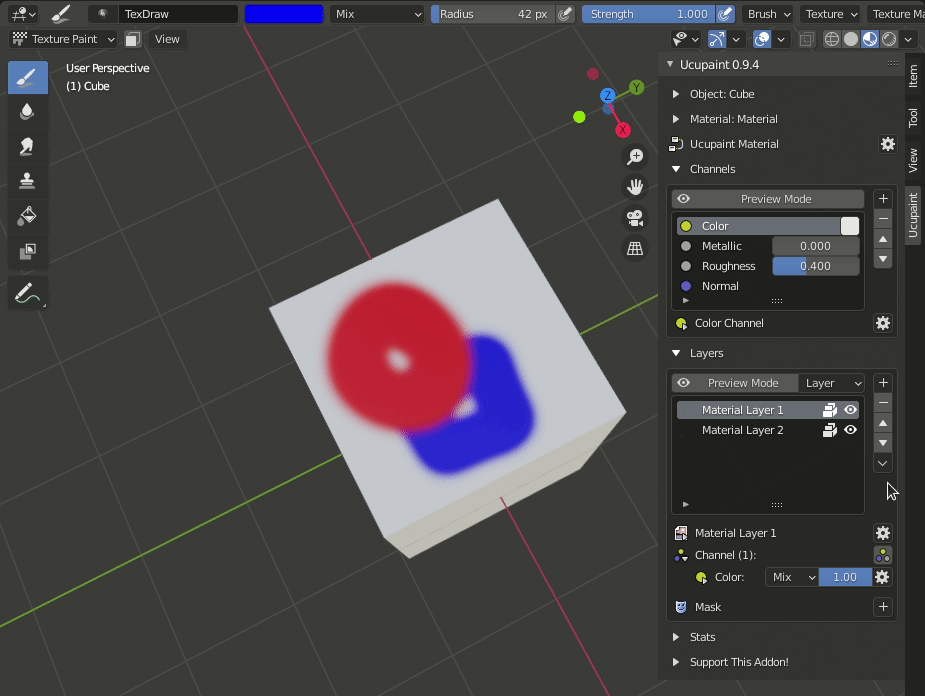 TexDraw Mix Radius 42 px Strength 1.000 Brush Texture Texture Ma
Texture Paint View
User Perspective
(1) Cube
Z Y X
Ucupaint 0.9.4
Object: Cube
Material: Material
Ucupaint Material
Channels
Preview Mode
Color
Metallic 0.000
Roughness 0.400
Normal
Color Channel
Layers
Preview Mode Layer
Material Layer 1
Material Layer 2
Material Layer 1
Channel (1):
Color: Mix 1.00
Mask
Stats
Support This Addon!
Item
Tool
View
Ucupaint